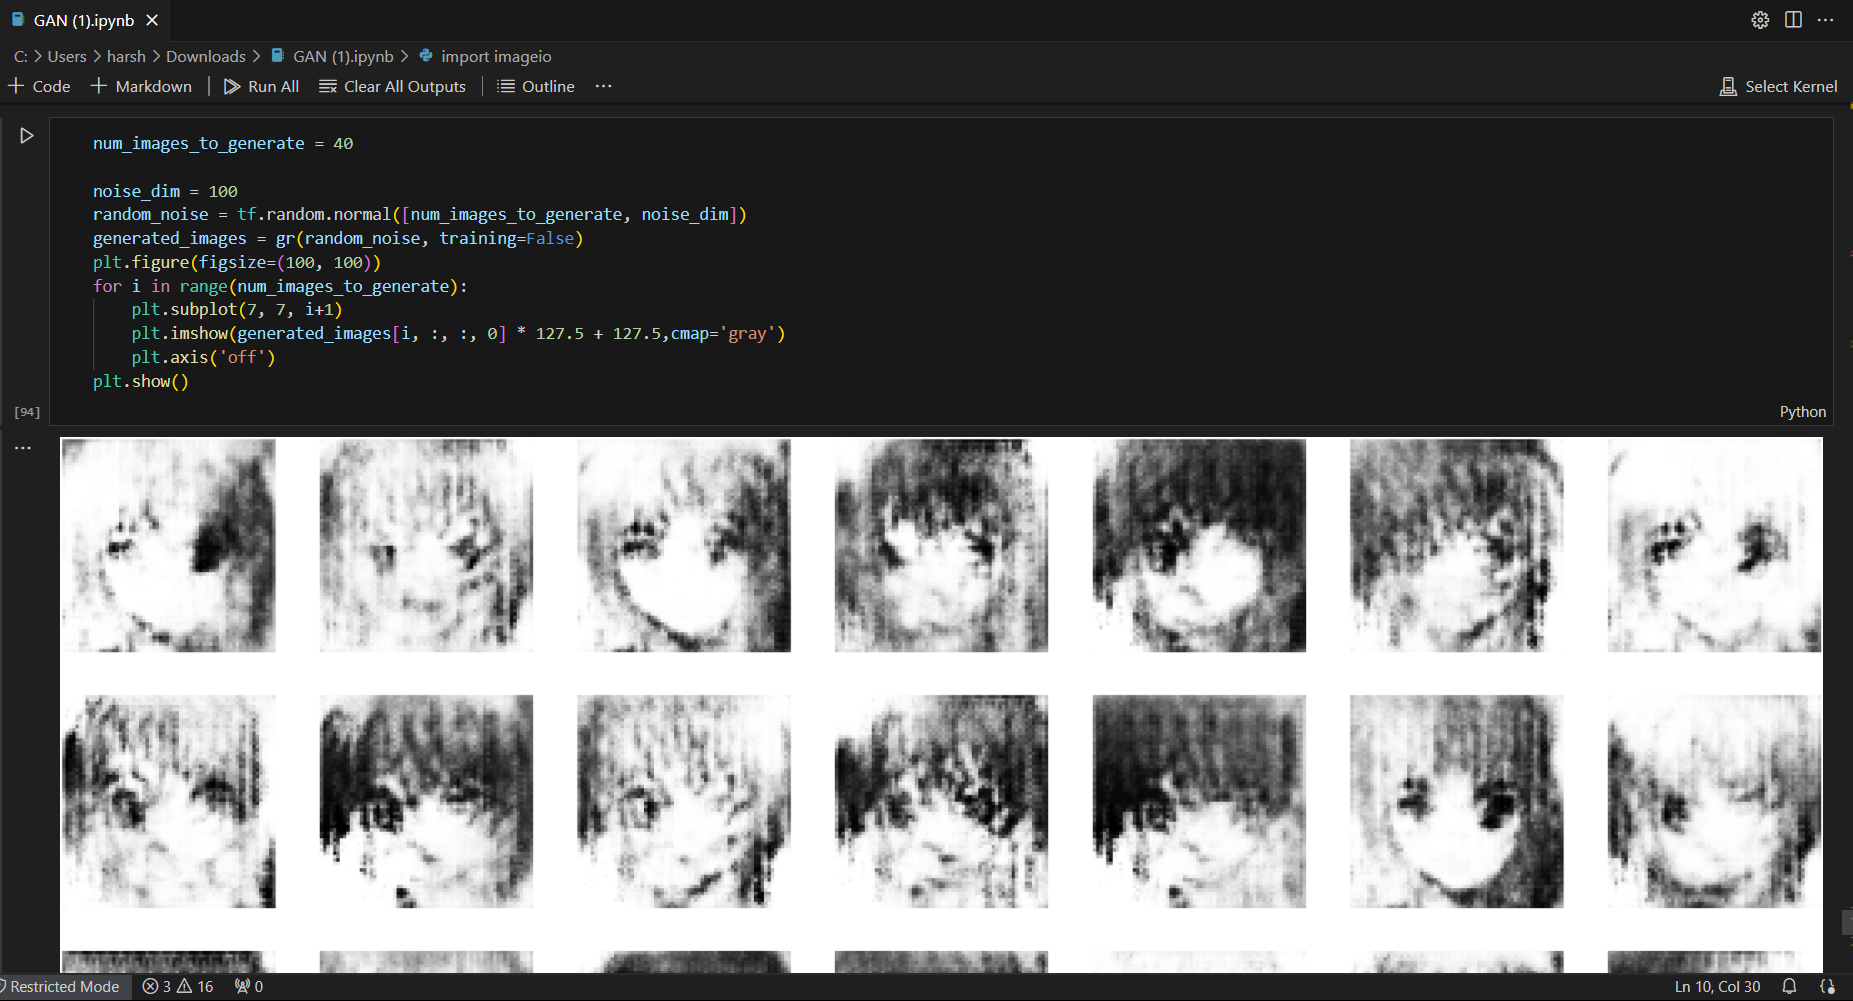 GAN (1).ipynb
C: > Users > harsh > Downloads > GAN (1).ipynb > import imageio
+ Code + Markdown | Run All Clear All Outputs | Outline ... Select Kernel
num_images_to_generate = 40
noise_dim = 100
random_noise = tf.random.normal([num_images_to_generate, noise_dim])
generated_images = gr(random_noise, training=False)
plt.figure(figsize=(100, 100))
for i in range(num_images_to_generate):
    plt.subplot(7, 7, i+1)
    plt.imshow(generated_images[i, :, :, 0] * 127.5 + 127.5,cmap='gray')
    plt.axis('off')
plt.show()
[94] Python
...
Restricted Mode 3 16 0 Ln 10, Col 30